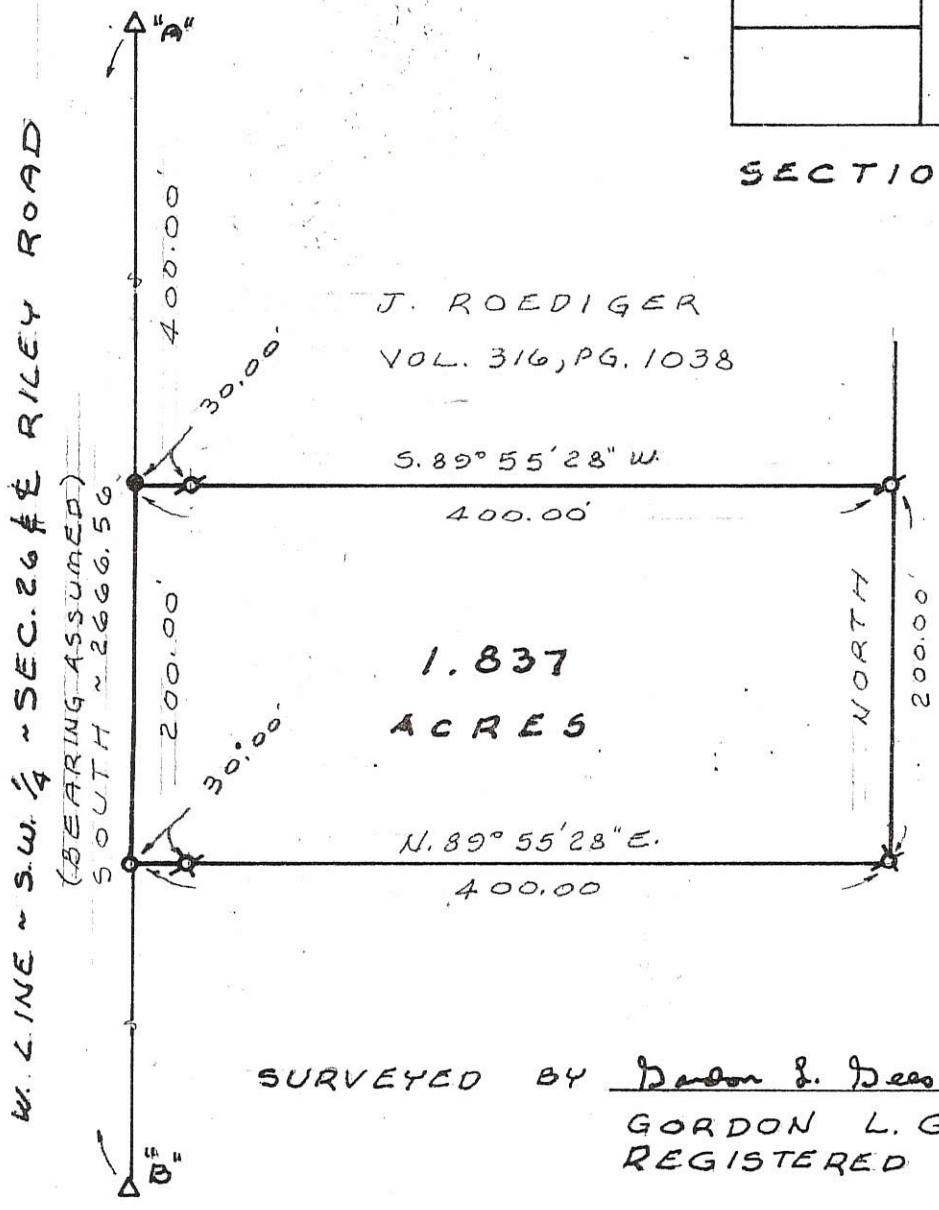 "A"
SECTIO
W. LINE ~ S.W. ¼ ~ SEC. 26 & ℄ RILEY ROAD
(BEARING ASSUMED)
SOUTH ~ 2666.50'
400.00'
30.00'
J. ROEDIGER
VOL. 316, PG. 1038
S. 89° 55' 28" W.
400.00'
200.00'
1.837
ACRES
NORTH
200.00'
30.00'
N. 89° 55' 28" E.
400.00
SURVEYED BY Gordon L.
GORDON L. G
REGISTERED
"B"